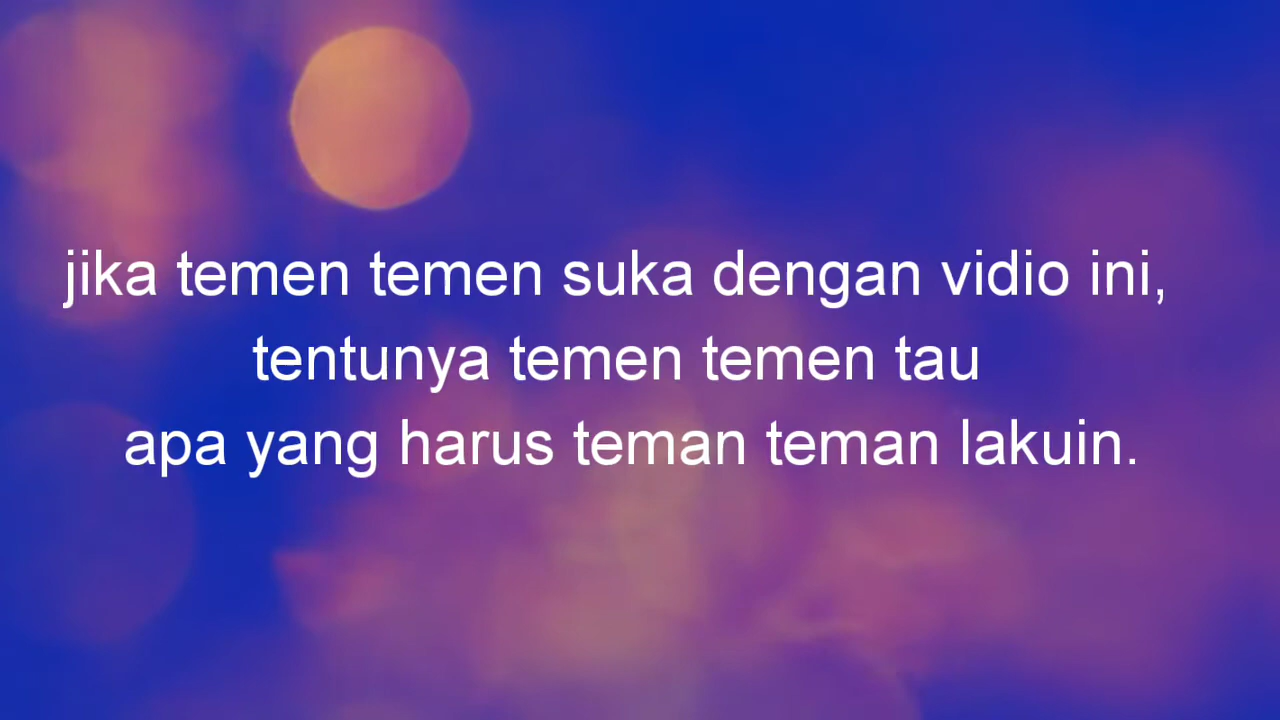 jika temen temen suka dengan vidio ini,
tentunya temen temen tau
apa yang harus teman teman lakuin.